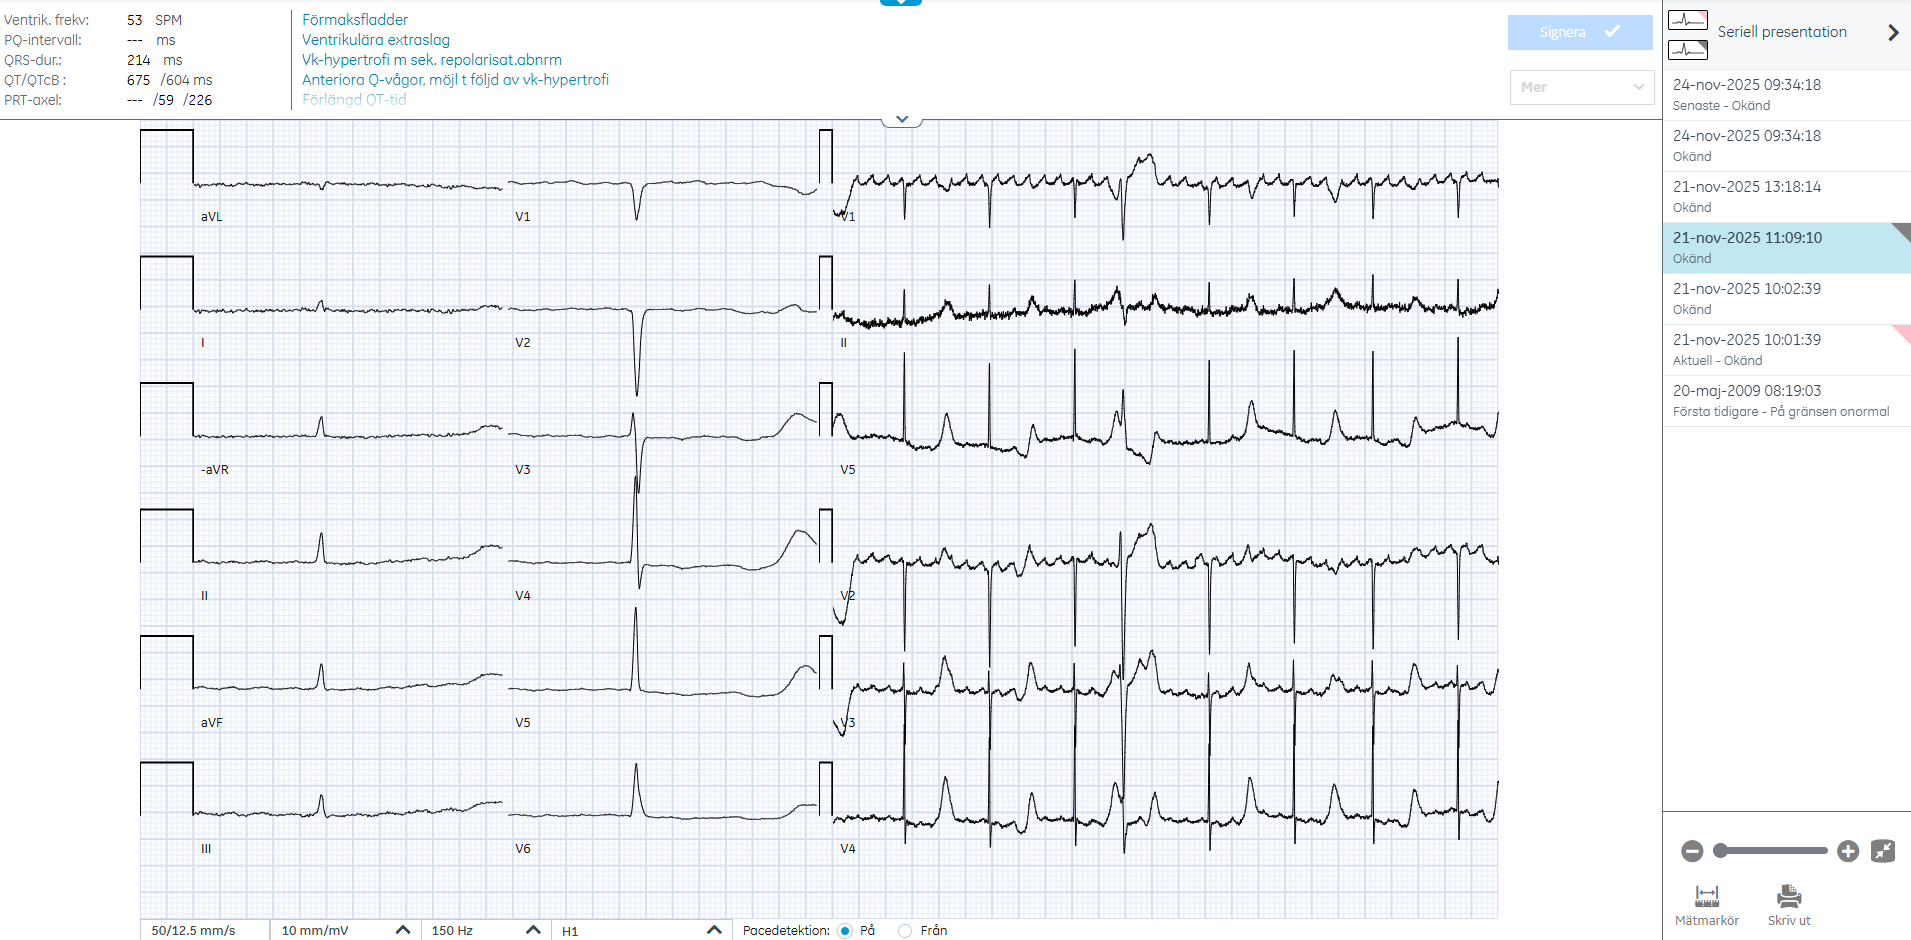 Ventrik. frekv: 53 SPM
PQ-intervall: --- ms
QRS-dur.: 214 ms
QT/QTcB : 675 /604 ms
PRT-axel: --- /59 /226
Förmaksfladder
Ventrikulära extraslag
Vk-hypertrofi m sek. repolarisat.abnrm
Anteriora Q-vågor, möjl t följd av vk-hypertrofi
Förlängd QT-tid
Signera
Mer
Seriell presentation
24-nov-2025 09:34:18
Senaste - Okänd
24-nov-2025 09:34:18
Okänd
21-nov-2025 13:18:14
Okänd
21-nov-2025 11:09:10
Okänd
21-nov-2025 10:02:39
Okänd
21-nov-2025 10:01:39
Aktuell - Okänd
20-maj-2009 08:19:03
Första tidigare - På gränsen onormal
aVL V1 V1
I V2 II
-aVR V3 V5
II V4 V2
aVF V5 V3
III V6 V4
50/12.5 mm/s 10 mm/mV 150 Hz H1 Pacedetektion: På Från
Mätmarkör Skriv ut